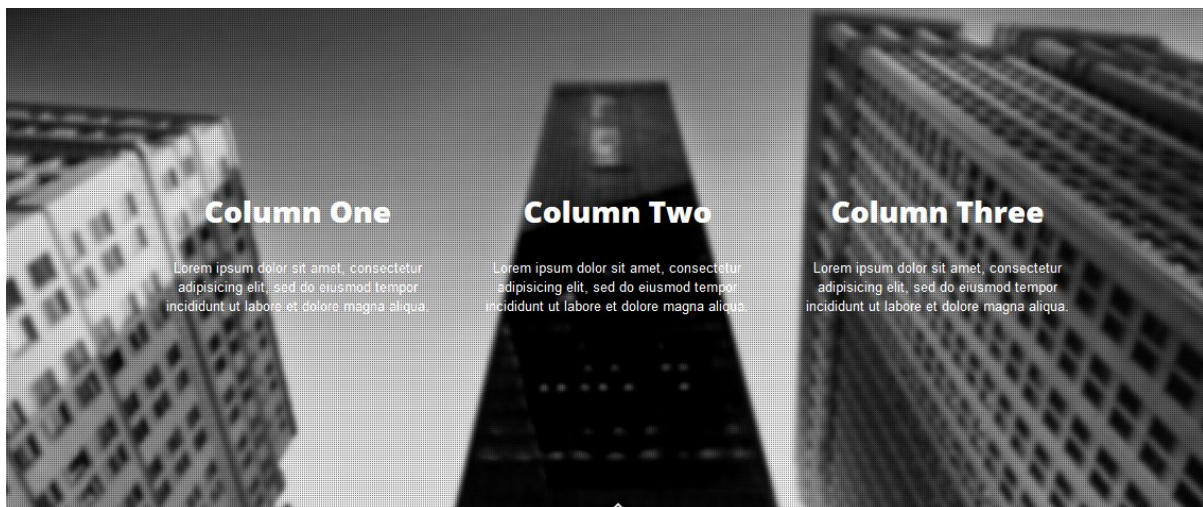 Column One
Lorem ipsum dolor sit amet, consectetur
adipisicing elit, sed do eiusmod tempor
incididunt ut labore et dolore magna aliqua.
Column Two
Lorem ipsum dolor sit amet, consectetur
adipisicing elit, sed do eiusmod tempor
incididunt ut labore et dolore magna aliqua.
Column Three
Lorem ipsum dolor sit amet, consectetur
adipisicing elit, sed do eiusmod tempor
incididunt ut labore et dolore magna aliqua.